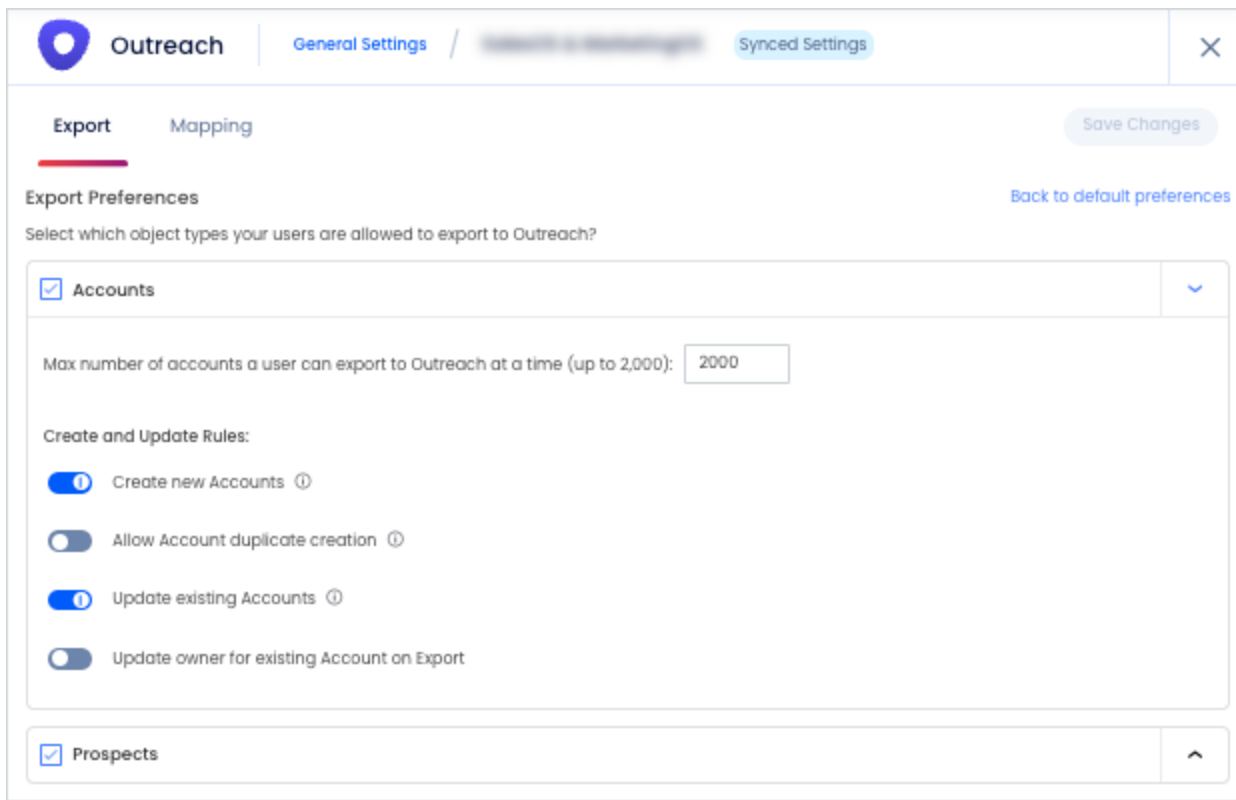 Outreach
General Settings / Synced Settings
Export Mapping Save Changes
Export Preferences Back to default preferences
Select which object types your users are allowed to export to Outreach?
Accounts
Max number of accounts a user can export to Outreach at a time (up to 2,000): 2000
Create and Update Rules:
Create new Accounts
Allow Account duplicate creation
Update existing Accounts
Update owner for existing Account on Export
Prospects